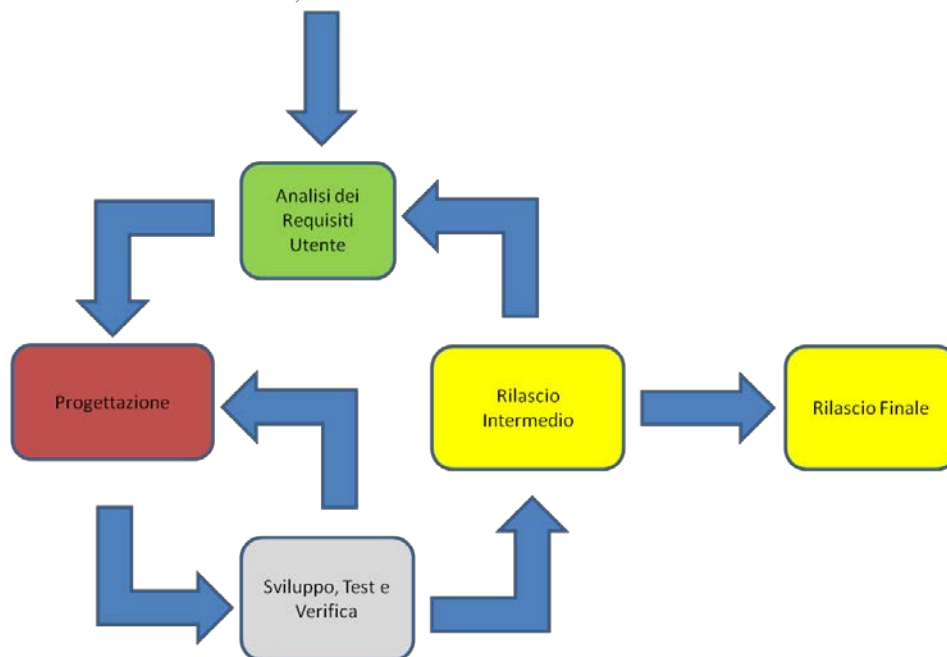 Analisi dei
Requisiti
Utente
Progettazione
Rilascio
Intermedio
Rilascio Finale
Sviluppo, Test e
Verifica